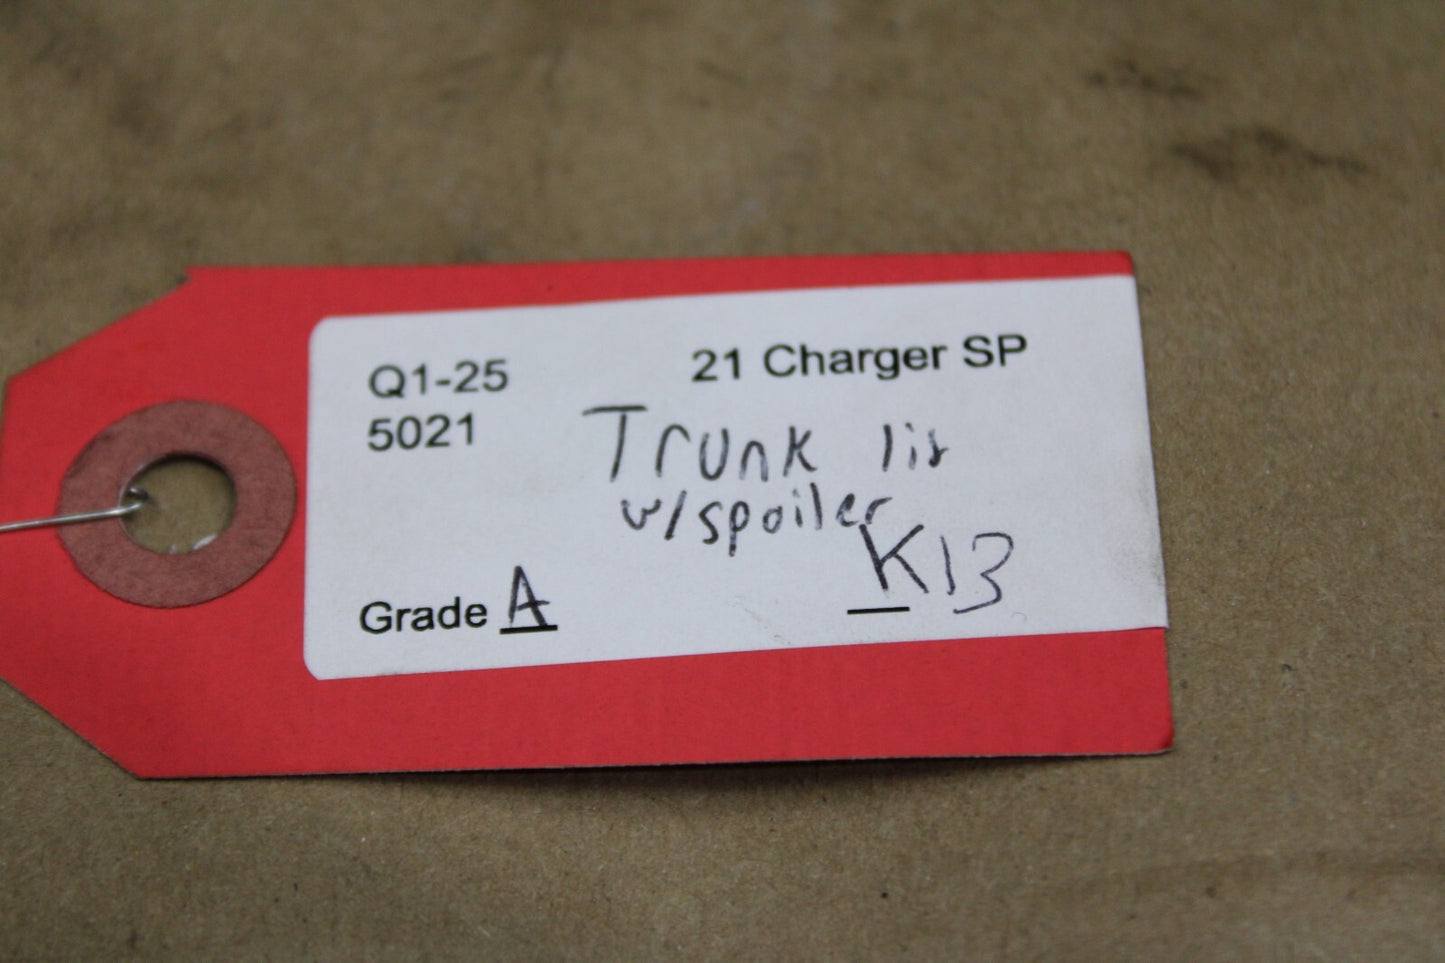 Q1-25 21 Charger SP
5021
Trunk lid
w/spoiler
K13
Grade A